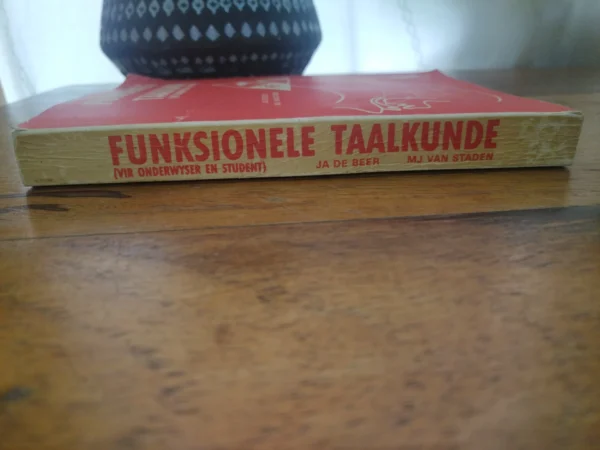 FUNKSIONELE TAALKUNDE
(VIR ONDERWYSER EN STUDENT) JA DE BEER MJ VAN STADEN